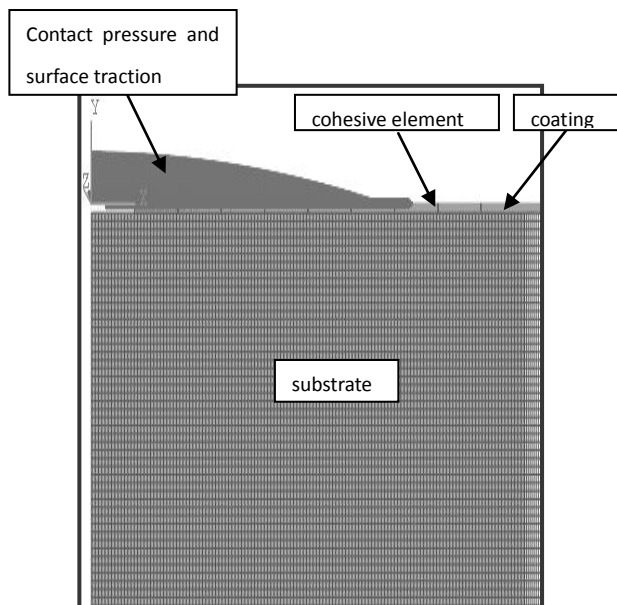 Contact pressure and
surface traction
cohesive element
coating
Y
Z
X
substrate